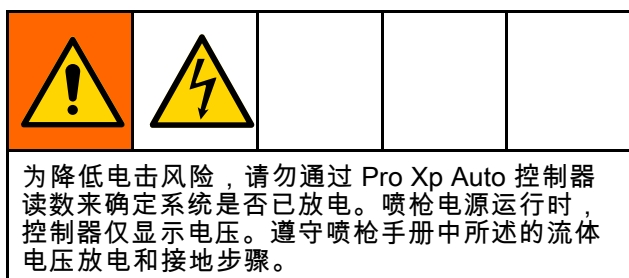 为降低电击风险，请勿通过 Pro Xp Auto 控制器
读数来确定系统是否已放电。喷枪电源运行时，
控制器仅显示电压。遵守喷枪手册中所述的流体
电压放电和接地步骤。